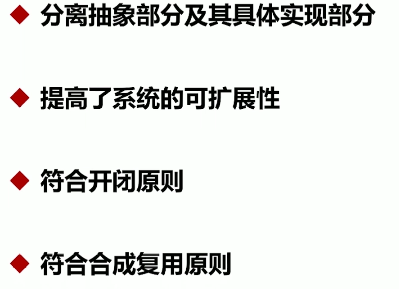 分离抽象部分及其具体实现部分
提高了系统的可扩展性
符合开闭原则
符合合成复用原则